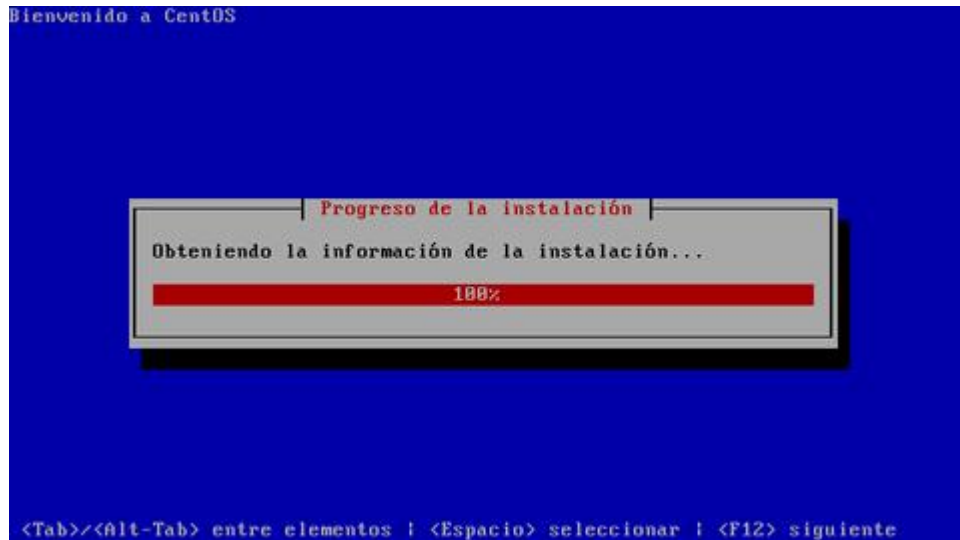 Bienvenido a CentOS
Progreso de la instalación
Obteniendo la información de la instalación...
100%
<Tab>/<Alt-Tab> entre elementos | <Espacio> seleccionar | <F12> siguiente